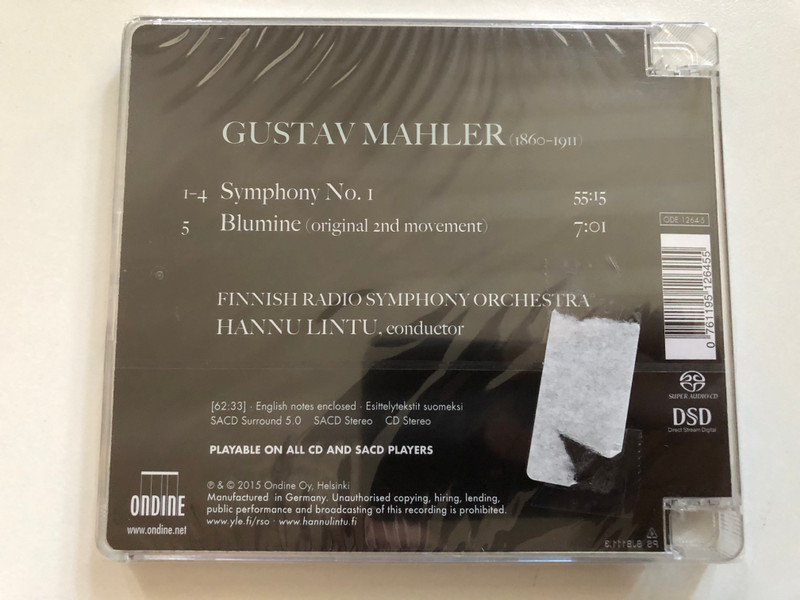 GUSTAV MAHLER (1860-1911)
1-4 Symphony No. 1 55:15
5 Blumine (original 2nd movement) 7:01
ODE 1264-5
0 761195 126455
FINNISH RADIO SYMPHONY ORCHESTRA
HANNU LINTU, conductor
SUPER AUDIO CD
DSD
Direct Stream Digital
[62:33] · English notes enclosed · Esittelytekstit suomeksi
SACD Surround 5.0 SACD Stereo CD Stereo
PLAYABLE ON ALL CD AND SACD PLAYERS
℗ & © 2015 Ondine Oy, Helsinki
Manufactured in Germany. Unauthorised copying, hiring, lending,
public performance and broadcasting of this recording is prohibited.
www.yle.fi/rso · www.hannulintu.fi
ONDINE
www.ondine.net